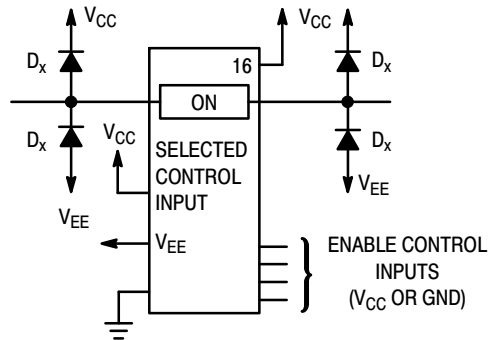 VCC
VCC
VCC
Dx
16
Dx
ON
Dx
VCC
SELECTED
CONTROL
INPUT
Dx
VEE
VEE
VEE
ENABLE CONTROL
INPUTS
(VCC OR GND)